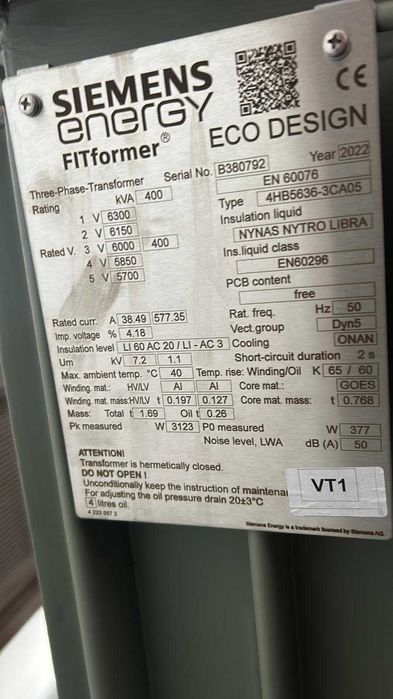 SIEMENS
energy
CE
FITformer® ECO DESIGN
Three-Phase-Transformer Serial No. B380792 Year 2022
EN 60076
Rating KVA 400 Type 4HB5636-3CA05
1 V 6300 Insulation liquid
2 V 6150 NYNAS NYTRO LIBRA
Rated V. 3 V 6000 400 Ins.liquid class
4 V 5850 EN60296
5 V 5700 PCB content
free
Rated curr. A 38.49 577.35 Rat. freq. Hz 50
Imp. voltage % 4.18 Vect.group Dyn5
Insulation level LI 60 AC 20 / LI - AC 3 Cooling ONAN
Um KV 7.2 1.1 Short-circuit duration 2 s
Max. ambient temp. °C 40 Temp. rise: Winding/Oil K 65 / 60
Winding mat.: HV/LV Al Al Core mat.: GOES
Winding. mat. mass:HV/LV t 0.197 0.127 Core mat. mass: t 0.768
Mass: Total t 1.69 Oil t 0.26
Pk measured W 3123 P0 measured W 377
Noise level, LWA dB (A) 50
ATTENTION!
Transformer is hermetically closed.
DO NOT OPEN !
Unconditionally keep the instruction of maintenan
For adjusting the oil pressure drain 20±3°C
4 litres oil.
4 223 587 2
VT1
Siemens Energy is a trademark licensed by Siemens AG.